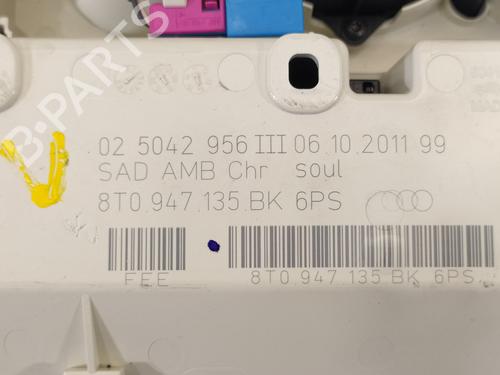 B-PARTS
02 5042 956 III 06.10.2011 99
SAD AMB Chr soul
8T0.947.135.BK 6PS
FEE
8T0.947 135 BK 6PS